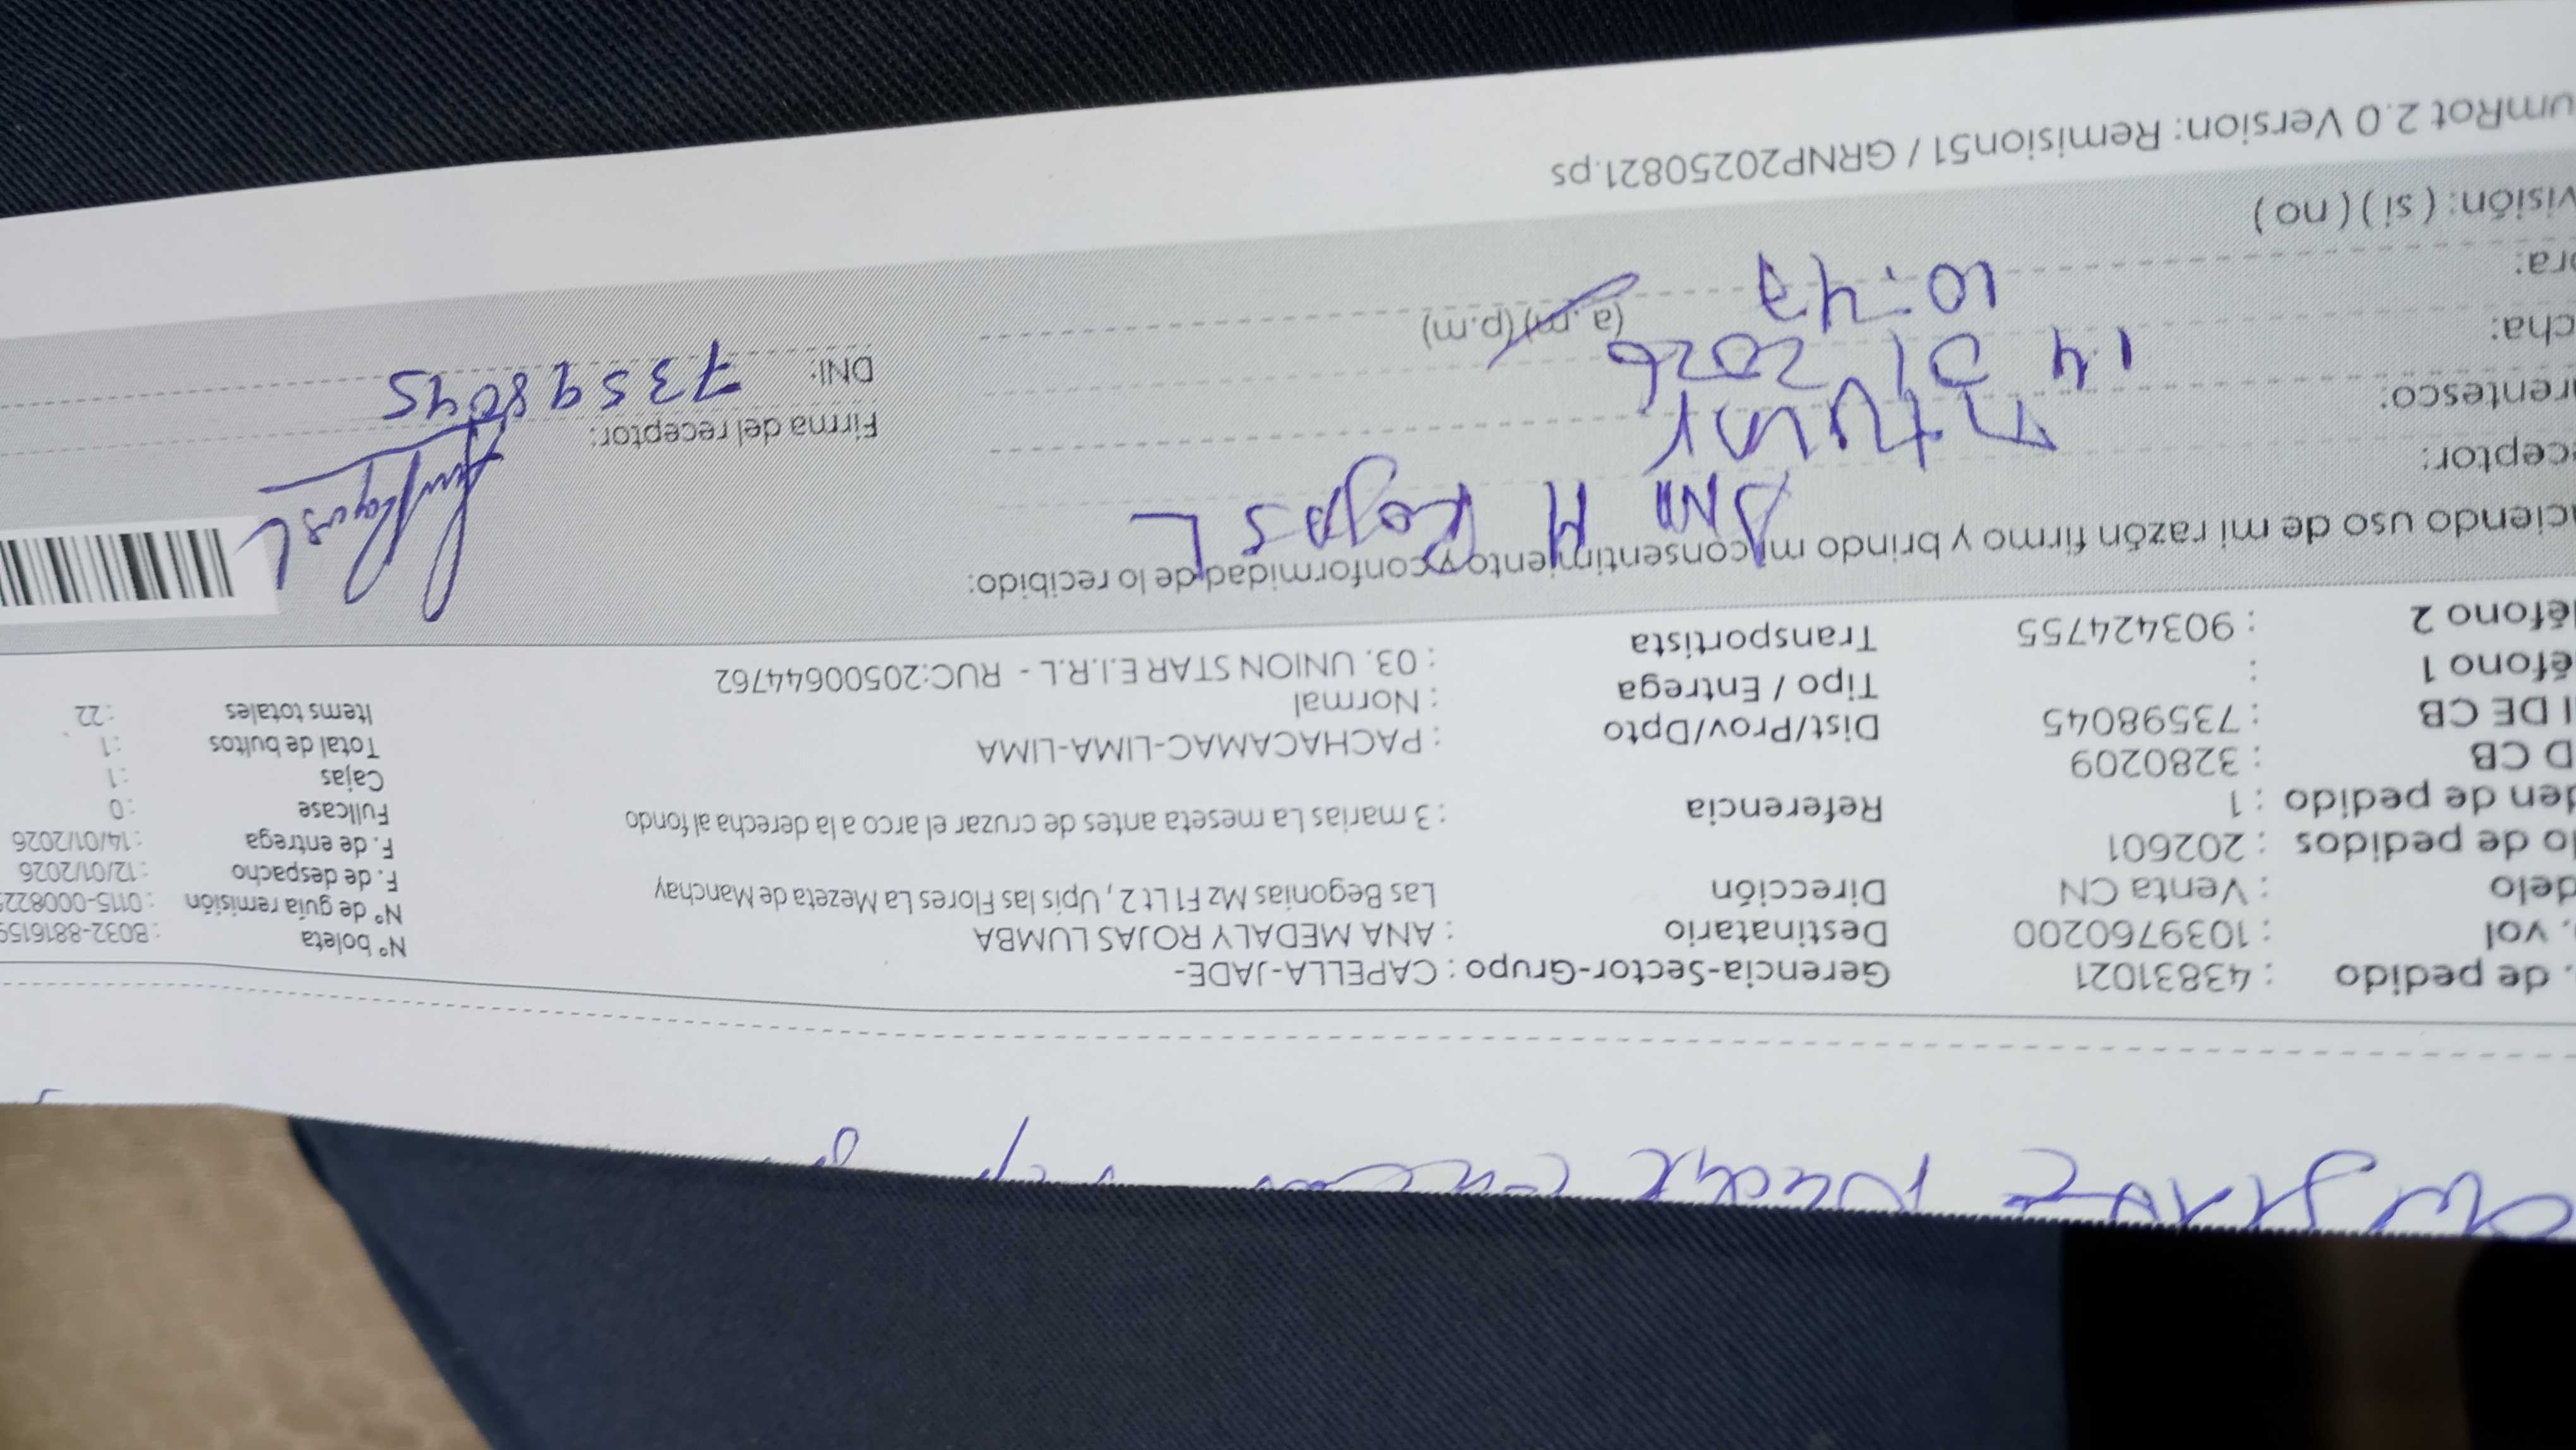 . de pedido : 43831021 Gerencia-Sector-Grupo : CAPELLA-JADE- N° boleta : B032-881615
. vol : 1039760200 Destinatario : ANA MEDALY ROJAS LUMBA N° de guía remisión : 0115-000822
delo : Venta CN Dirección Las Begonias Mz F1 Lt 2 , Upis las Flores La Mezeta de Manchay F. de despacho : 12/01/2026
do de pedidos : 202601 F. de entrega : 14/01/2026
den de pedido : 1 Referencia : 3 marias La meseta antes de cruzar el arco a la derecha al fondo Fullcase : 0
D CB : 3280209 Cajas : 1
I DE CB : 73598045 Dist/Prov/Dpto : PACHACAMAC-LIMA-LIMA Total de bultos : 1
léfono 1 : Tipo / Entrega : Normal Items totales : 22
léfono 2 : 903424755 Transportista : 03. UNION STAR E.I.R.L - RUC:20500644762
ciendo uso de mi razón firmo y brindo mi consentimiento y conformidad de lo recibido:
ceptor: Ana M Rojas L
rentesco: Titular Firma del receptor:
cha: 14 01 2026 DNI: 73598045
ora: 10:47 (a.m) (p.m)
visión: ( si ) ( no )
umRot 2.0 Version: Remision51 / GRNP20250821.ps